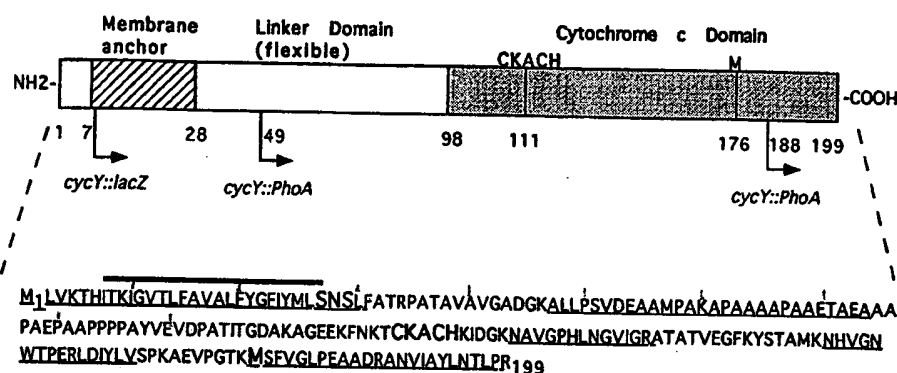 Membrane anchor
Linker Domain (flexible)
Cytochrome c Domain
CKACH
M
NH2-
-COOH
1 7 28 49 98 111 176 188 199
cycY::lacZ
cycY::PhoA
cycY::PhoA
M1LVKTHITKIGVTLFAVALFYGFIYMLSNSLFATRPATAVAVGADGKALLPSVDEAAMPAKAPAAAAPAAETAEAAA
PAEPAAPPPPAYVEVDPATITGDAKAGEEKFNKTCKACHKIDGKNAVGPHLNGVIGRATATVEGFKYSTAMKNHVGN
WTPERLDIYLVSPKAEVPGTKMSFVGLPEAADRANVIAYLNTLPR199